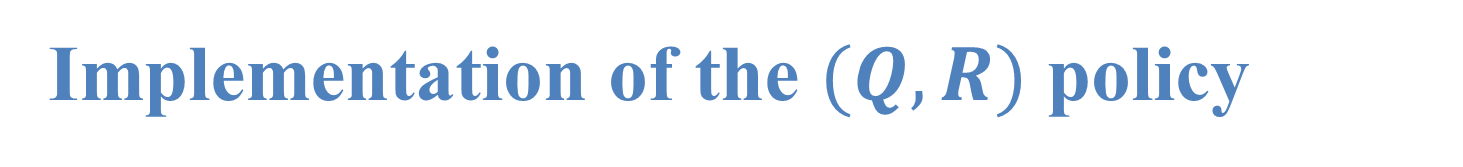 Implementation of the (Q, R) policy